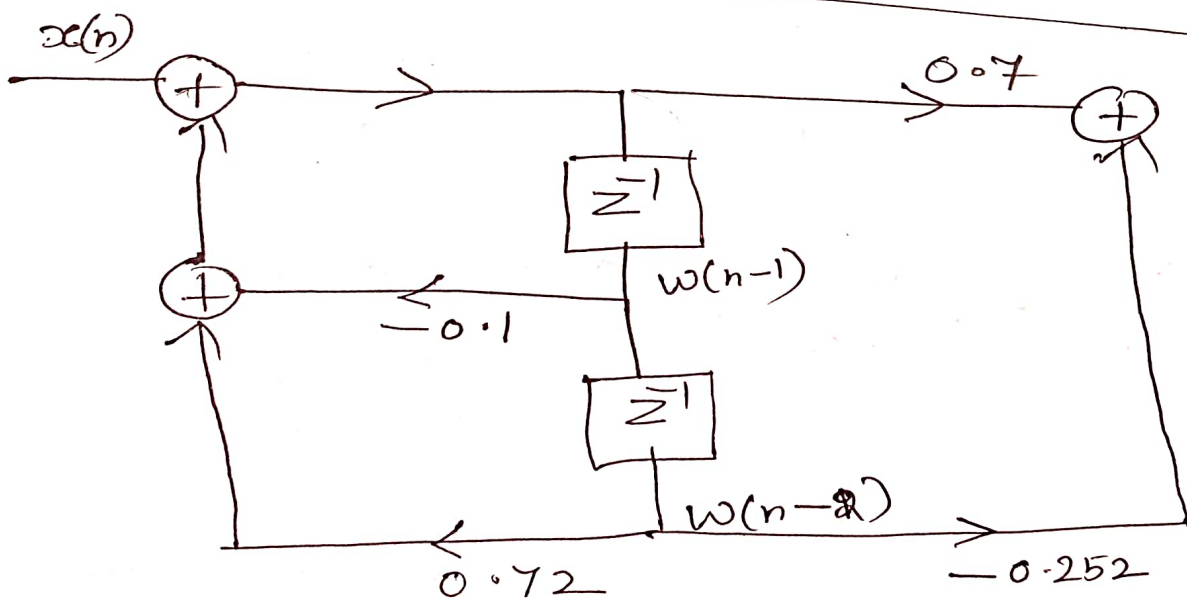 x(n)
+
0.7
+
z⁻¹
w(n-1)
+
-0.1
z⁻¹
w(n-2)
0.72
-0.252